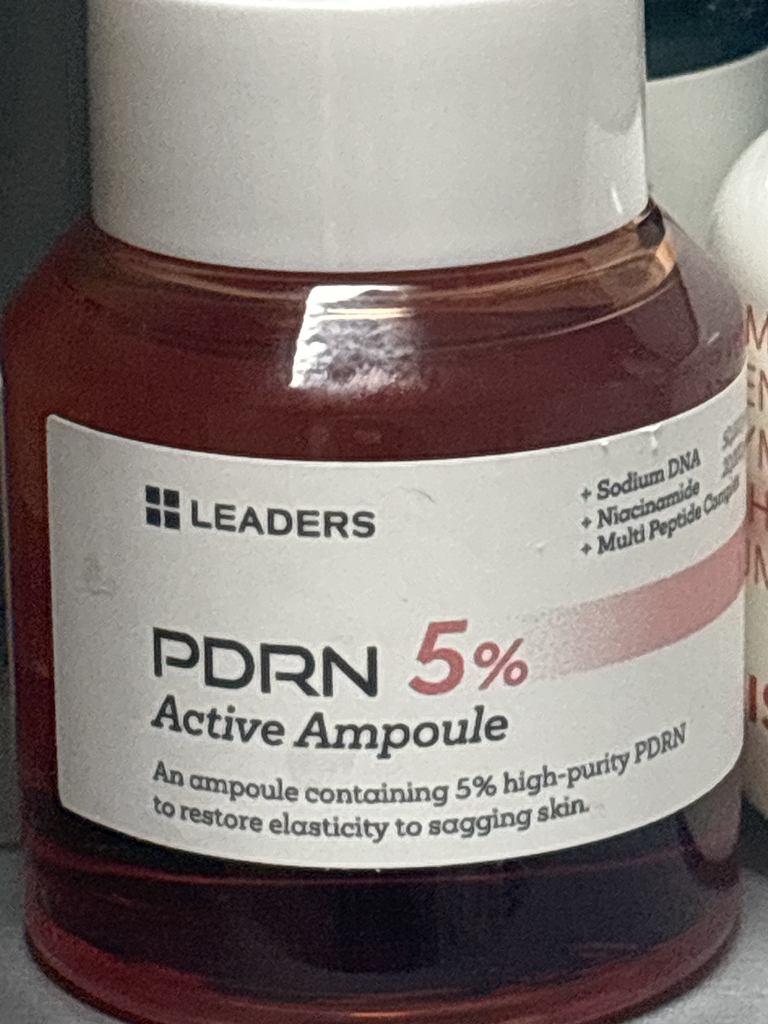 LEADERS
+ Sodium DNA
+ Niacinamide
+ Multi Peptide Complex
PDRN 5%
Active Ampoule
An ampoule containing 5% high-purity PDRN
to restore elasticity to sagging skin.